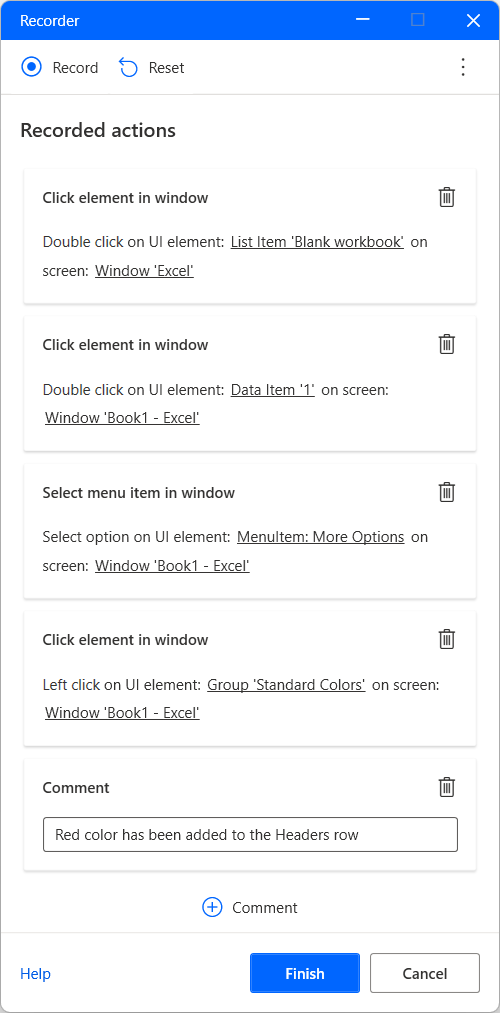 Recorder
Record Reset
Recorded actions
Click element in window
Double click on UI element: List Item 'Blank workbook' on
screen: Window 'Excel'
Click element in window
Double click on UI element: Data Item '1' on screen:
Window 'Book1 - Excel'
Select menu item in window
Select option on UI element: MenuItem: More Options on
screen: Window 'Book1 - Excel'
Click element in window
Left click on UI element: Group 'Standard Colors' on screen:
Window 'Book1 - Excel'
Comment
Red color has been added to the Headers row
Comment
Help Finish Cancel